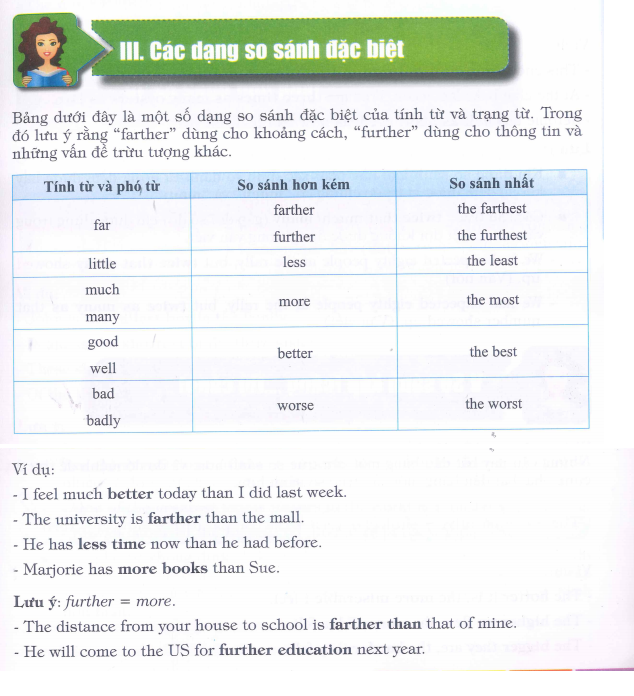 III. Các dạng so sánh đặc biệt
Bảng dưới đây là một số dạng so sánh đặc biệt của tính từ và trạng từ. Trong
đó lưu ý rằng “farther” dùng cho khoảng cách, “further” dùng cho thông tin và
những vấn đề trừu tượng khác.
Tính từ và phó từ So sánh hơn kém So sánh nhất
far
farther the farthest
further the furthest
little less the least
much
many
more the most
good
well
better the best
bad
badly
worse the worst
Ví dụ:
- I feel much better today than I did last week.
- The university is farther than the mall.
- He has less time now than he had before.
- Marjorie has more books than Sue.
Lưu ý: further = more.
- The distance from your house to school is farther than that of mine.
- He will come to the US for further education next year.